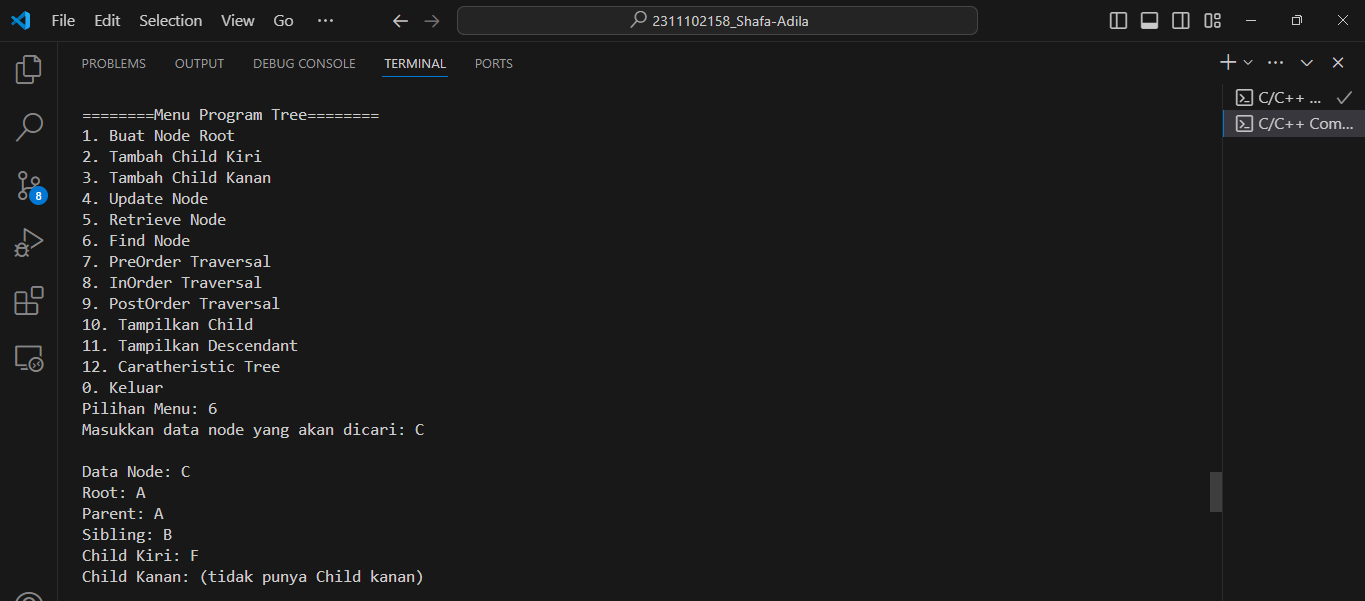 File Edit Selection View Go ··· 2311102158_Shafa-Adila
PROBLEMS OUTPUT DEBUG CONSOLE TERMINAL PORTS
C/C++ ...
C/C++ Com...
8
========Menu Program Tree========
1. Buat Node Root
2. Tambah Child Kiri
3. Tambah Child Kanan
4. Update Node
5. Retrieve Node
6. Find Node
7. PreOrder Traversal
8. InOrder Traversal
9. PostOrder Traversal
10. Tampilkan Child
11. Tampilkan Descendant
12. Caratheristic Tree
0. Keluar
Pilihan Menu: 6
Masukkan data node yang akan dicari: C
Data Node: C
Root: A
Parent: A
Sibling: B
Child Kiri: F
Child Kanan: (tidak punya Child kanan)